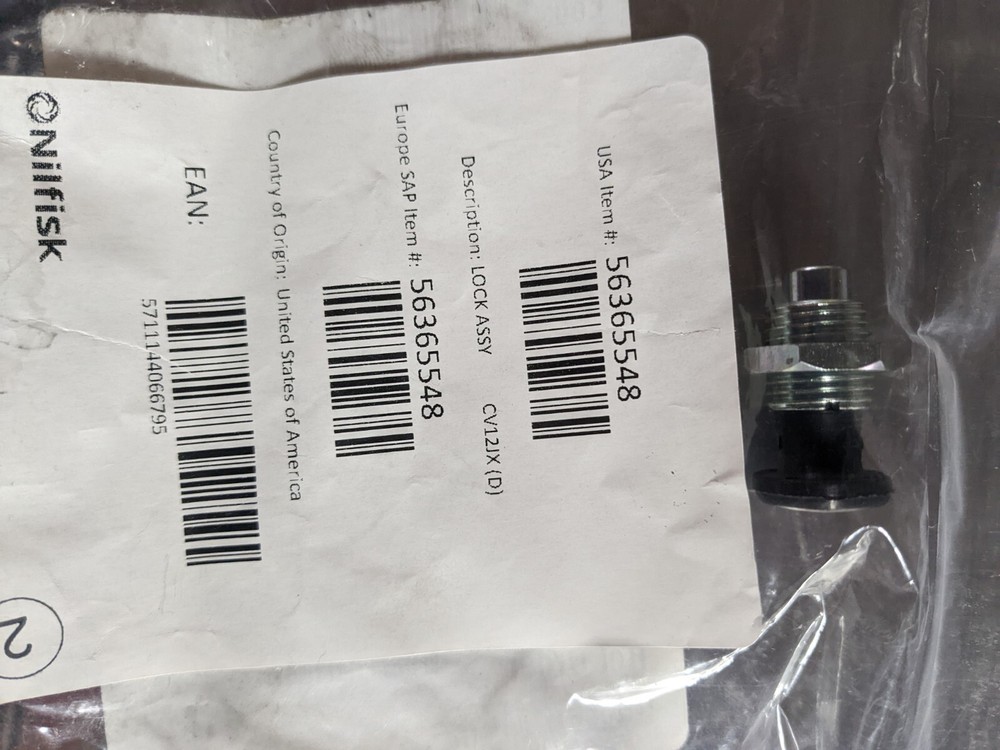 USA Item #: 56365548
Description: LOCK ASSY CV12JX (D)
Europe SAP Item #: 56365548
Country of Origin: United States of America
EAN:
5711144066795
Nilfisk
2